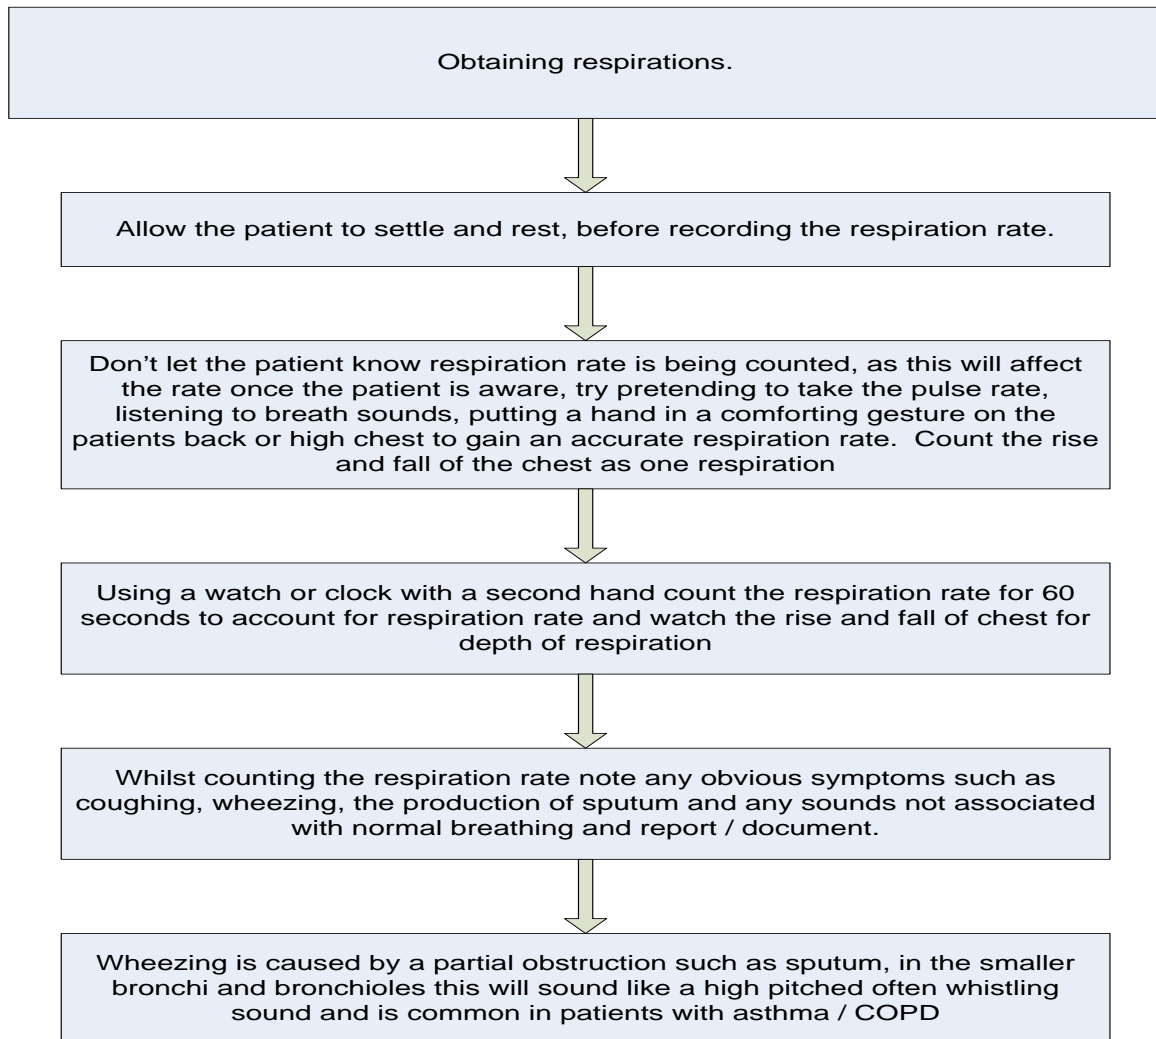 Obtaining respirations.
Allow the patient to settle and rest, before recording the respiration rate.
Don’t let the patient know respiration rate is being counted, as this will affect
the rate once the patient is aware, try pretending to take the pulse rate,
listening to breath sounds, putting a hand in a comforting gesture on the
patients back or high chest to gain an accurate respiration rate.  Count the rise
and fall of the chest as one respiration
Using a watch or clock with a second hand count the respiration rate for 60
seconds to account for respiration rate and watch the rise and fall of chest for
depth of respiration
Whilst counting the respiration rate note any obvious symptoms such as
coughing, wheezing, the production of sputum and any sounds not associated
with normal breathing and report / document.
Wheezing is caused by a partial obstruction such as sputum, in the smaller
bronchi and bronchioles this will sound like a high pitched often whistling
sound and is common in patients with asthma / COPD